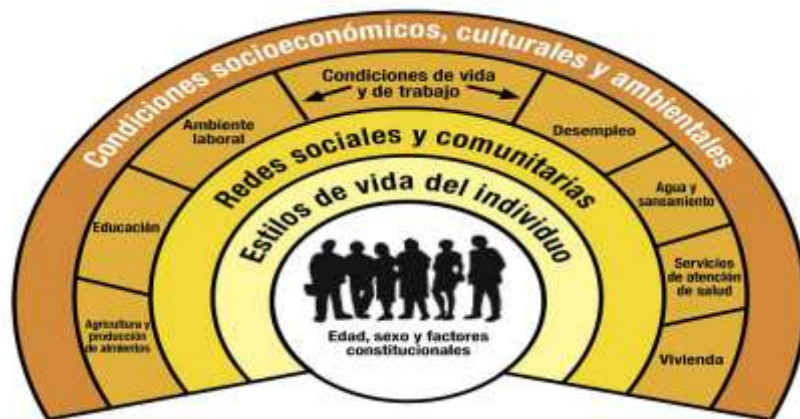 Condiciones socioeconómicos, culturales y ambientales
Condiciones de vida
y de trabajo
Ambiente
laboral
Desempleo
Educación
Agua y
saneamiento
Agricultura y
producción
de almientos
Servicios
de atención
de salud
Vivienda
Redes sociales y comunitarias
Estilos de vida del individuo
Edad, sexo y factores
constitucionales